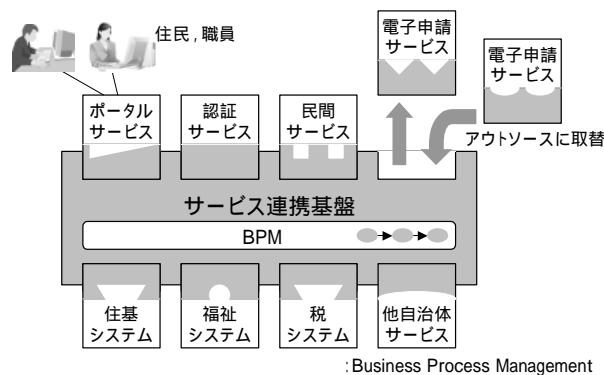 住民，職員
電子申請
サービス
電子申請
サービス
ポータル
サービス
認証
サービス
民間
サービス
アウトソースに取替
サービス連携基盤
BPM
住基
システム
福祉
システム
税
システム
他自治体
サービス
:Business Process Management